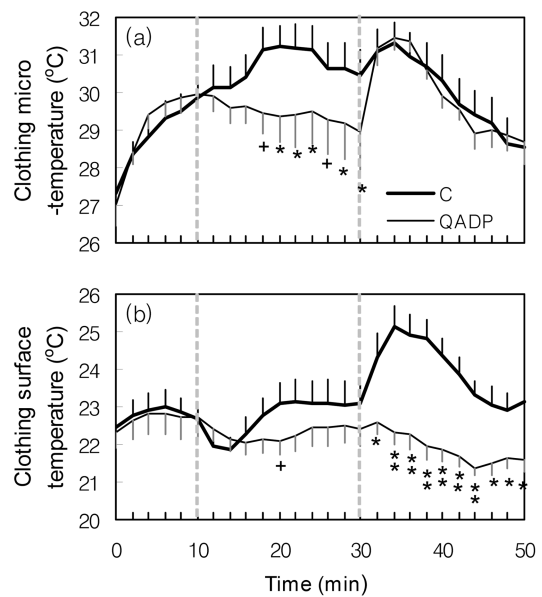 (a)
Clothing micro
-temperature (°C)
32
31
30
29
28
27
26
+ * * * + * *
C
QADP
(b)
Clothing surface
temperature (°C)
26
25
24
23
22
21
20
+ * ** ** ** ** ** ** * * *
0 10 20 30 40 50
Time (min)